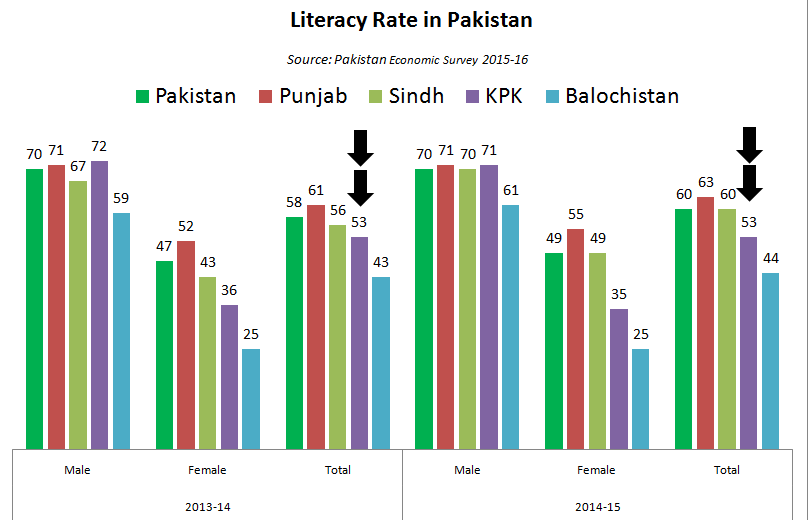 Literacy Rate in Pakistan
Source: Pakistan Economic Survey 2015-16
Pakistan Punjab Sindh KPK Balochistan
70 71 67 72 59 47 52 43 36 25 58 61 56 53 43 70 71 70 71 61 49 55 49 35 25 60 63 60 53 44
Male Female Total Male Female Total
2013-14 2014-15